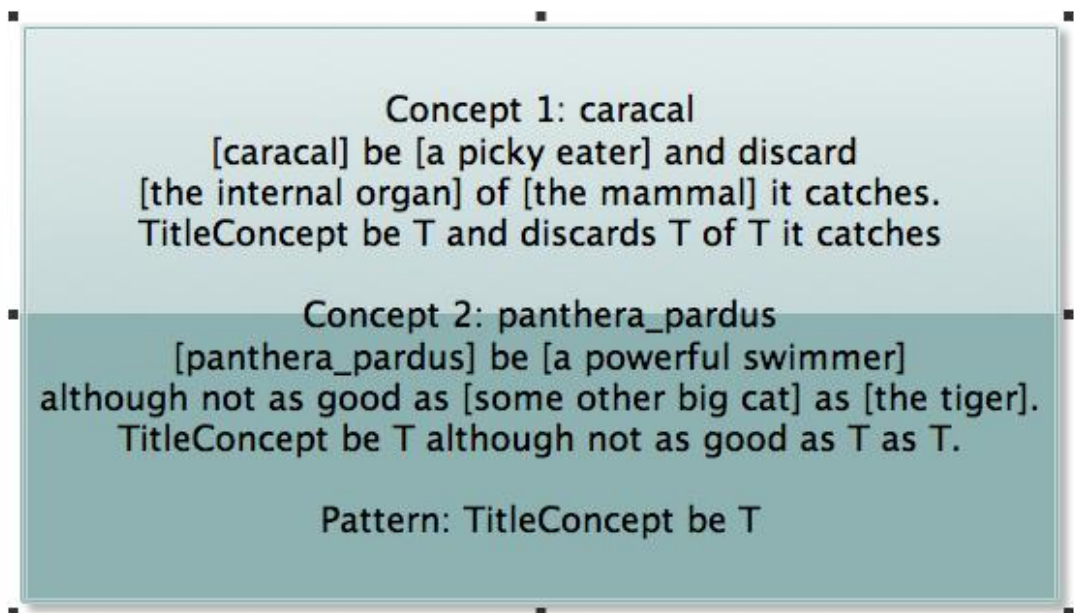 Concept 1: caracal
[caracal] be [a picky eater] and discard
[the internal organ] of [the mammal] it catches.
TitleConcept be T and discards T of T it catches
Concept 2: panthera_pardus
[panthera_pardus] be [a powerful swimmer]
although not as good as [some other big cat] as [the tiger].
TitleConcept be T although not as good as T as T.
Pattern: TitleConcept be T